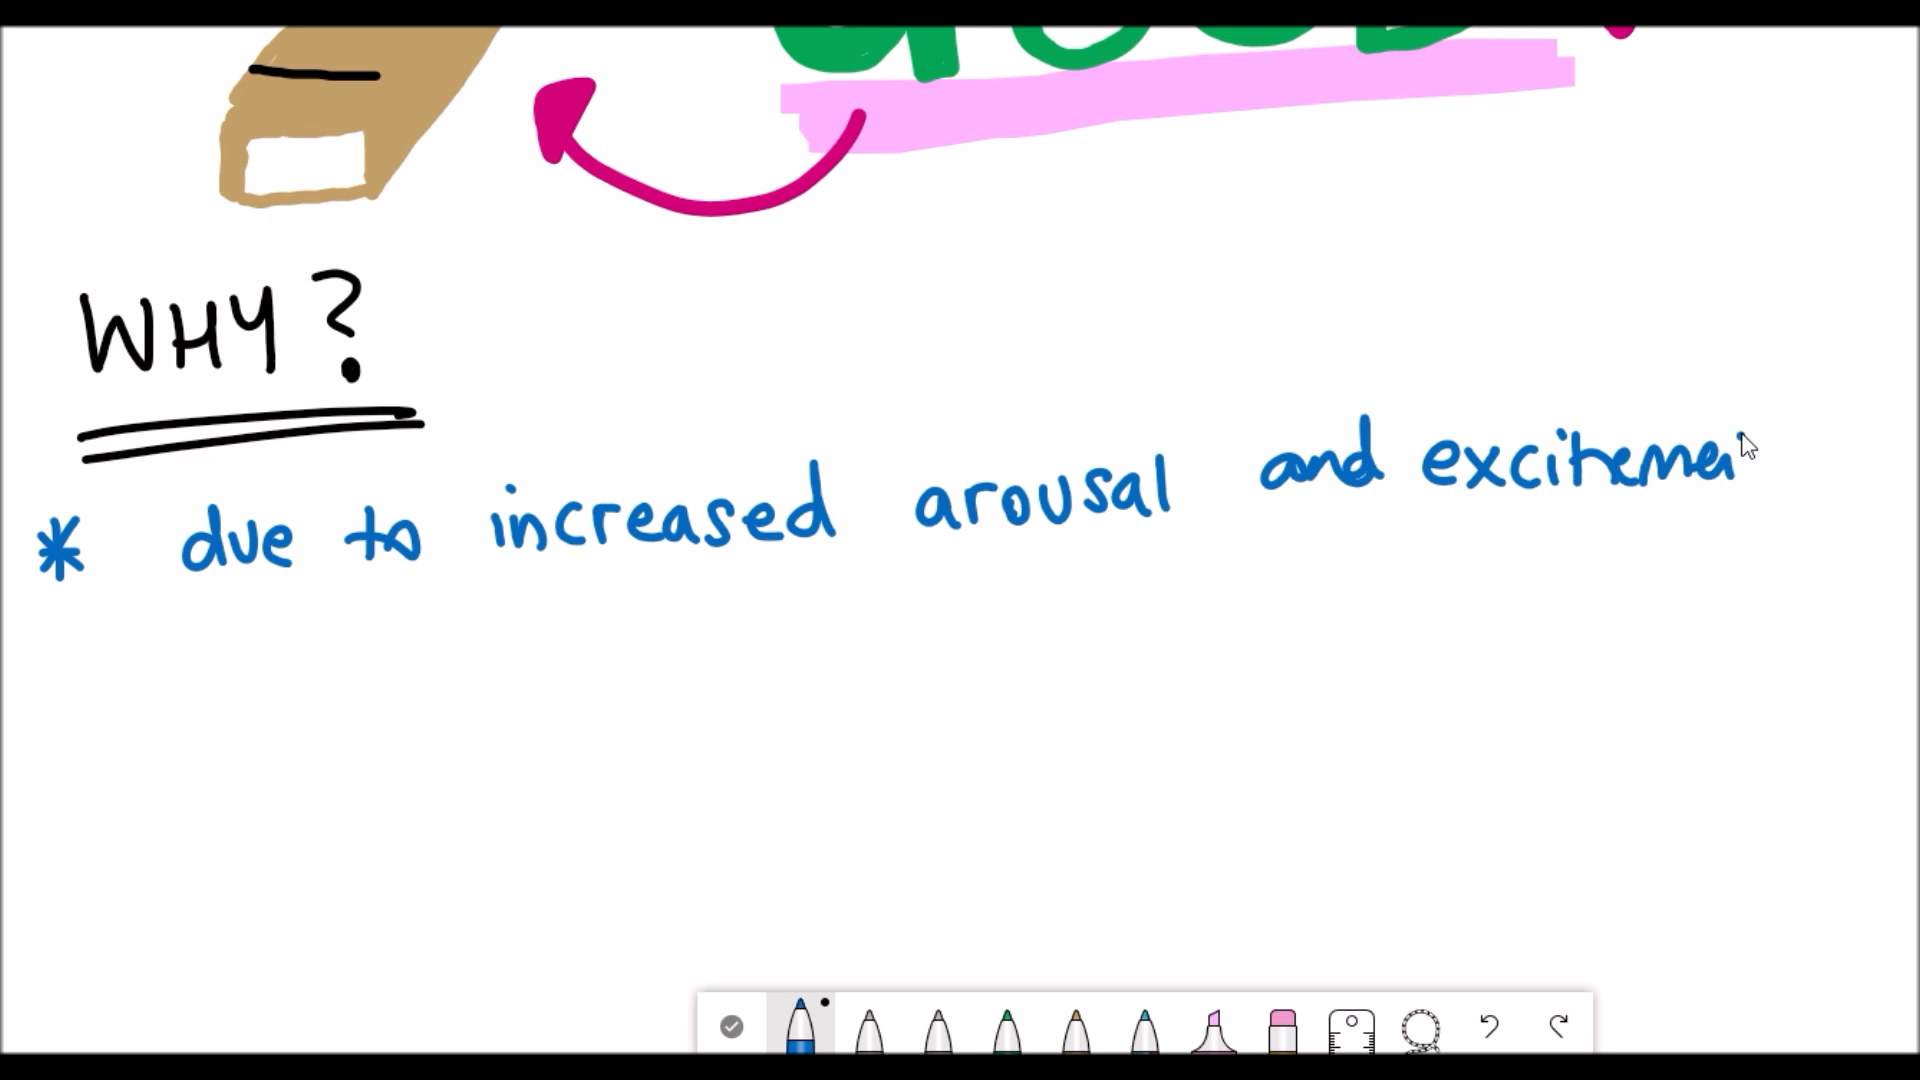 WHY?
* due to increased arousal and excitemen